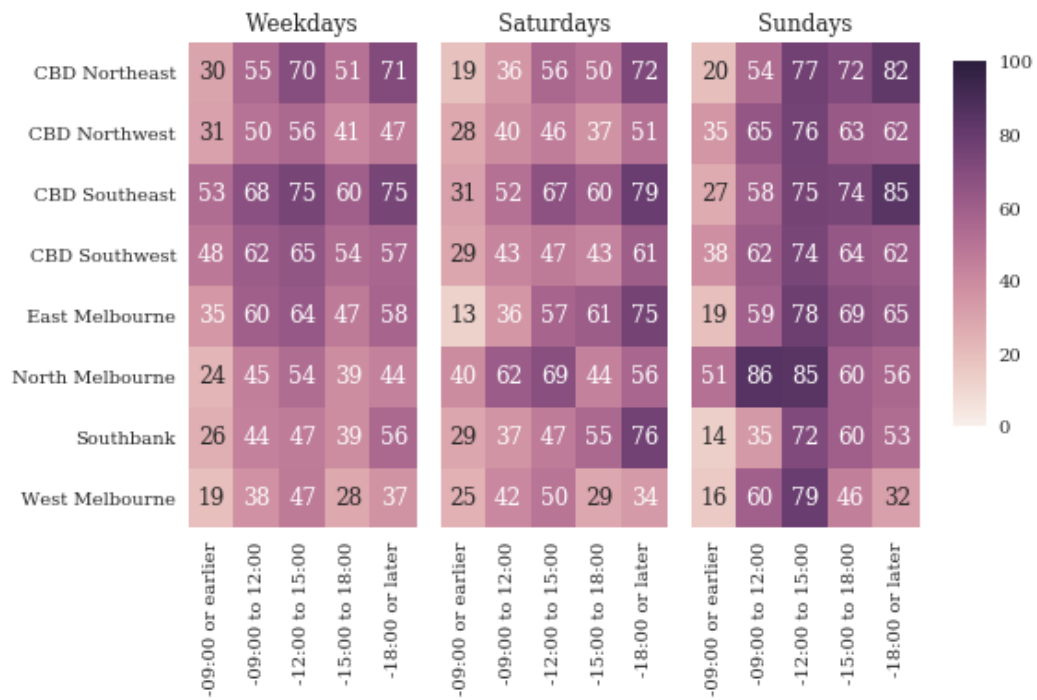 Weekdays Saturdays Sundays
CBD Northeast 30 55 70 51 71 19 36 56 50 72 20 54 77 72 82
CBD Northwest 31 50 56 41 47 28 40 46 37 51 35 65 76 63 62
CBD Southeast 53 68 75 60 75 31 52 67 60 79 27 58 75 74 85
CBD Southwest 48 62 65 54 57 29 43 47 43 61 38 62 74 64 62
East Melbourne 35 60 64 47 58 13 36 57 61 75 19 59 78 69 65
North Melbourne 24 45 54 39 44 40 62 69 44 56 51 86 85 60 56
Southbank 26 44 47 39 56 29 37 47 55 76 14 35 72 60 53
West Melbourne 19 38 47 28 37 25 42 50 29 34 16 60 79 46 32
-09:00 or earlier
-09:00 to 12:00
-12:00 to 15:00
-15:00 to 18:00
-18:00 or later
-09:00 or earlier
-09:00 to 12:00
-12:00 to 15:00
-15:00 to 18:00
-18:00 or later
-09:00 or earlier
-09:00 to 12:00
-12:00 to 15:00
-15:00 to 18:00
-18:00 or later
100
80
60
40
20
0